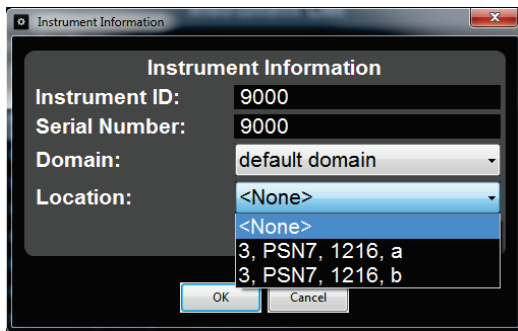 Instrument Information
Instrument Information
Instrument ID: 9000
Serial Number: 9000
Domain: default domain
Location: <None>
<None>
3, PSN7, 1216, a
3, PSN7, 1216, b
OK Cancel